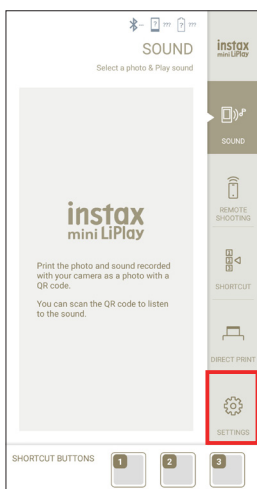 SOUND
Select a photo & Play sound
instax
mini LiPlay
SOUND
REMOTE
SHOOTING
SHORTCUT
DIRECT PRINT
SETTINGS
instax
mini LiPlay
Print the photo and sound recorded
with your camera as a photo with a
QR code.
You can scan the QR code to listen
to the sound.
SHORTCUT BUTTONS
1
2
3